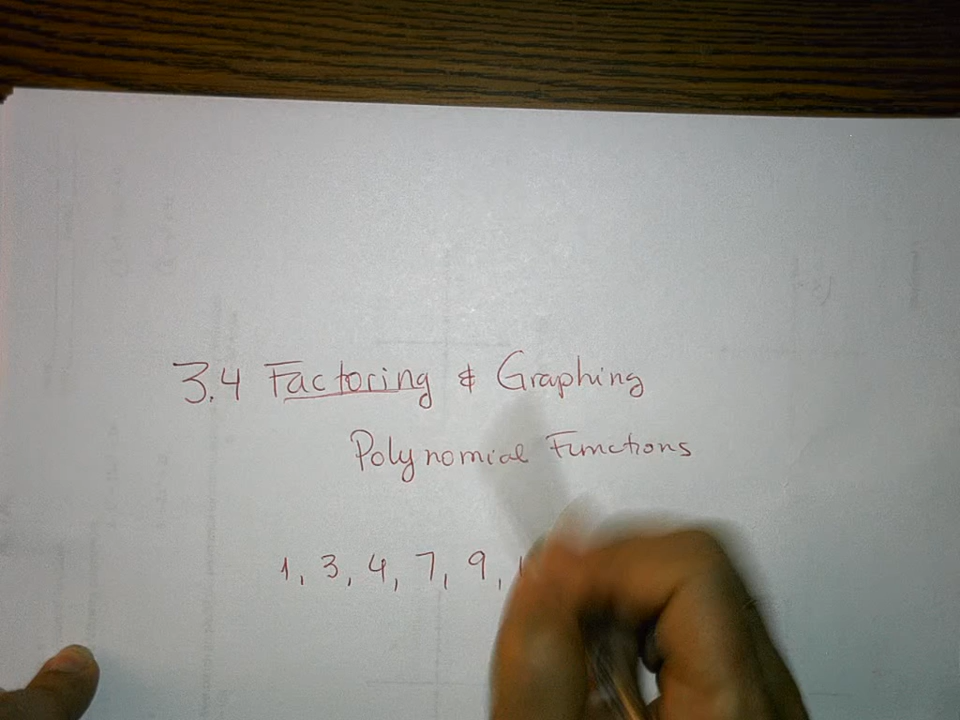 3.4 Factoring & Graphing
Polynomial Functions
1, 3, 4, 7, 9,